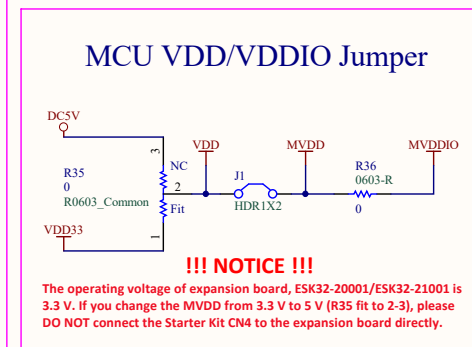 MCU VDD/VDDIO Jumper
DC5V
3
NC
VDD
MVDD
MVDDIO
R35
0
R0603_Common
2
Fit
J1
HDR1X2
R36
0603-R
0
VDD33
1
!!! NOTICE !!!
The operating voltage of expansion board, ESK32-20001/ESK32-21001 is
3.3 V. If you change the MVDD from 3.3 V to 5 V (R35 fit to 2-3), please
DO NOT connect the Starter Kit CN4 to the expansion board directly.